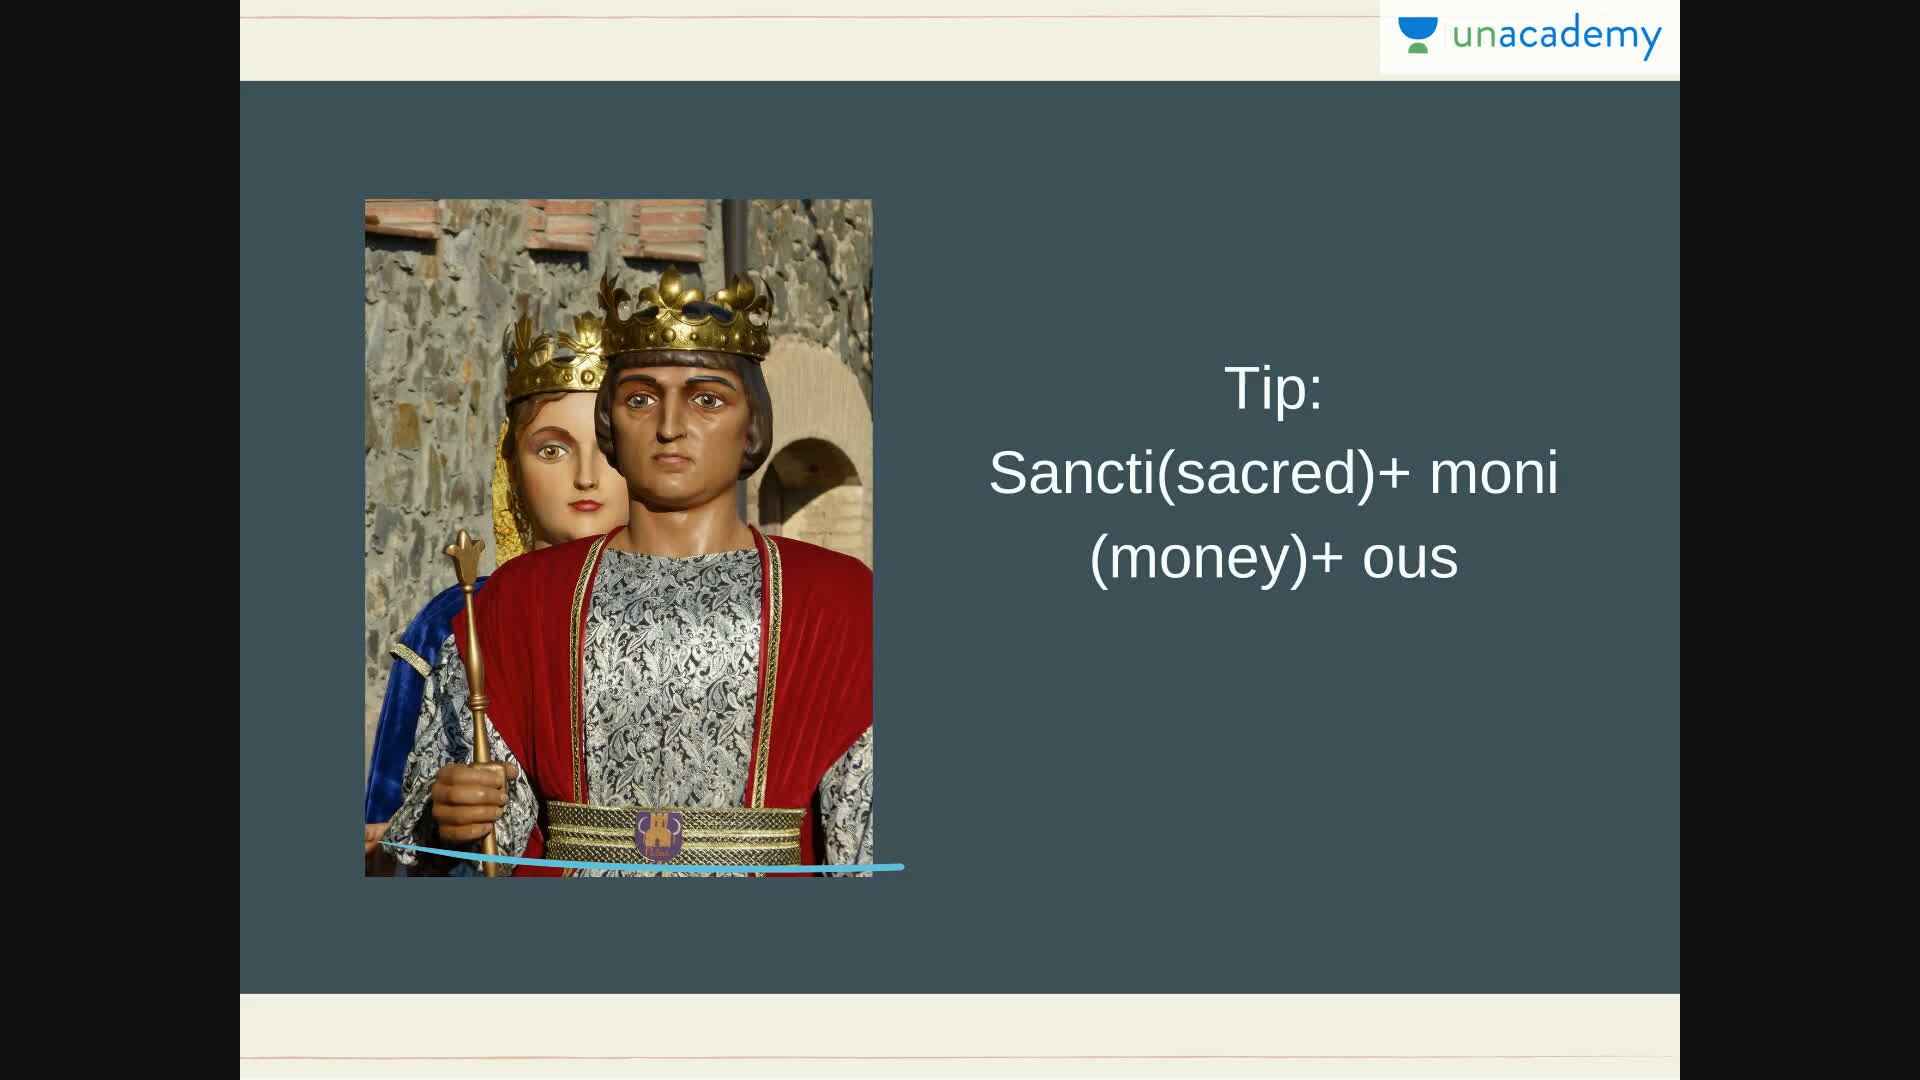 unacademy
Tip:
Sancti(sacred)+ moni
(money)+ ous